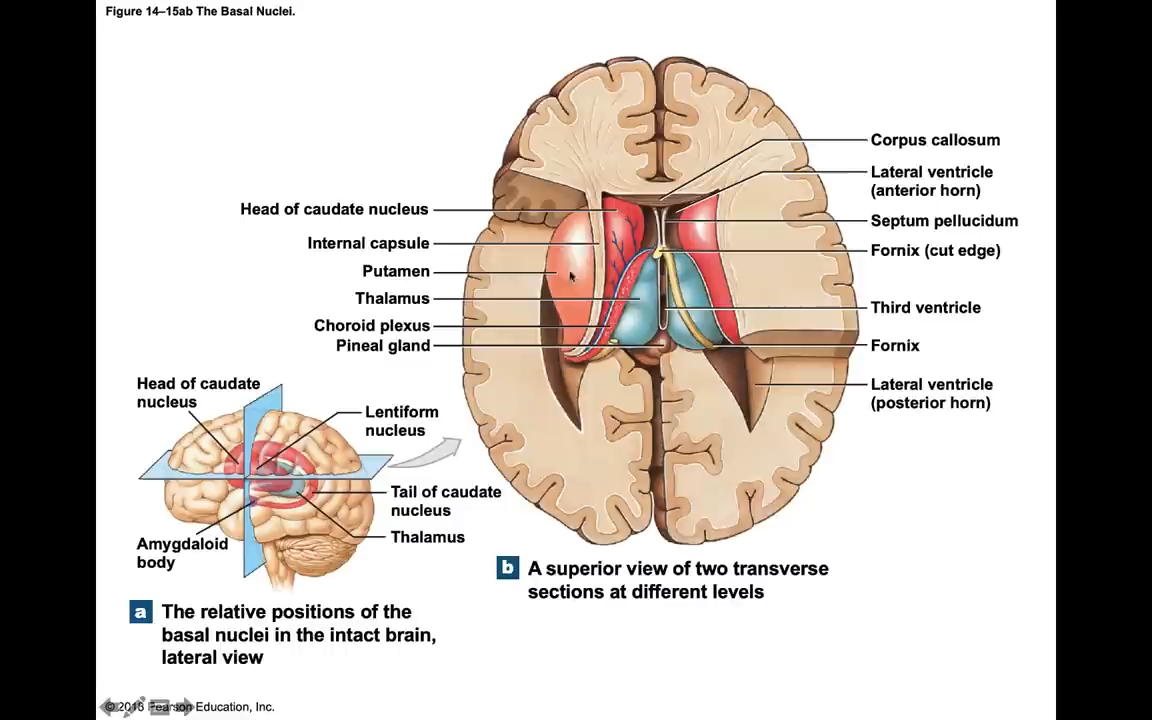 Figure 14–15ab The Basal Nuclei.
Head of caudate nucleus
Internal capsule
Putamen
Thalamus
Choroid plexus
Pineal gland
Corpus callosum
Lateral ventricle
(anterior horn)
Septum pellucidum
Fornix (cut edge)
Third ventricle
Fornix
Lateral ventricle
(posterior horn)
Head of caudate
nucleus
Lentiform
nucleus
Tail of caudate
nucleus
Thalamus
Amygdaloid
body
a The relative positions of the
basal nuclei in the intact brain,
lateral view
b A superior view of two transverse
sections at different levels
© 2018 Pearson Education, Inc.